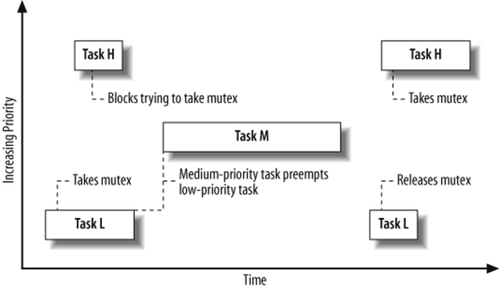 Task H
Task H
Blocks trying to take mutex
Takes mutex
Increasing Priority
Task M
Takes mutex
Medium-priority task preempts
low-priority task
Releases mutex
Task L
Task L
Time